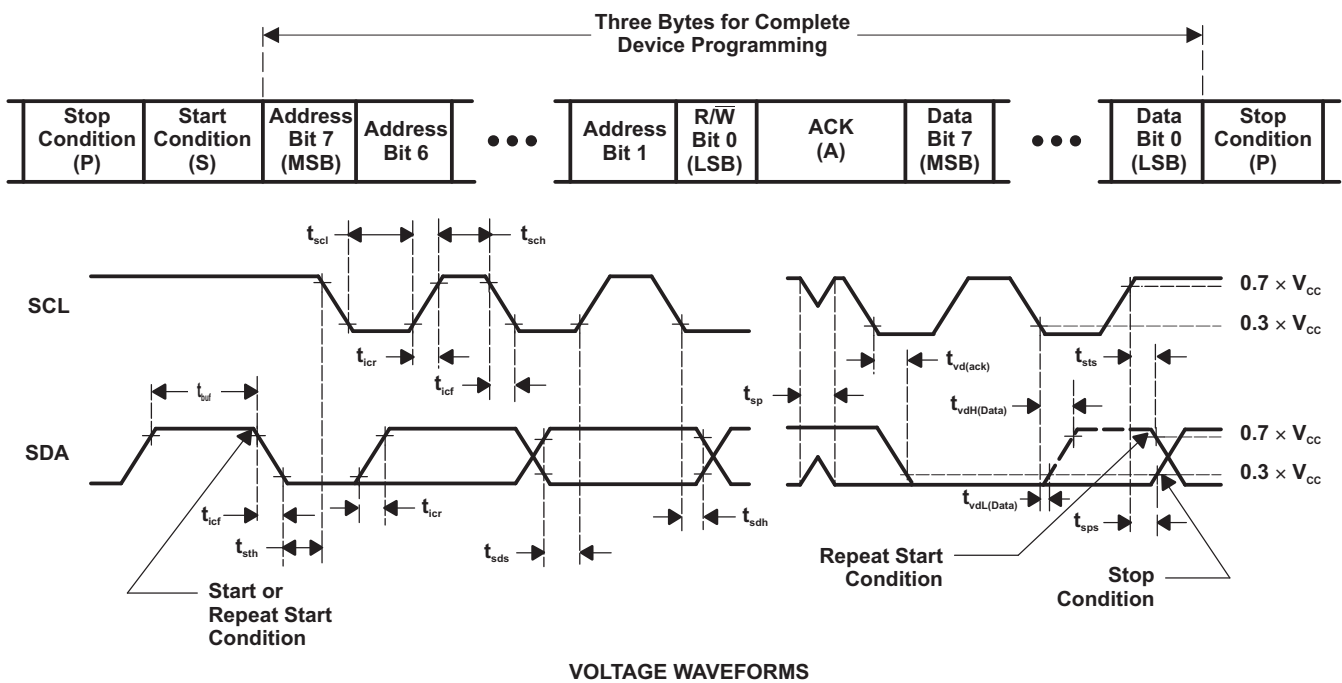 Three Bytes for Complete
Device Programming
Stop
Condition
(P)
Start
Condition
(S)
Address
Bit 7
(MSB)
Address
Bit 6
•••
Address
Bit 1
R/W̅
Bit 0
(LSB)
ACK
(A)
Data
Bit 7
(MSB)
•••
Data
Bit 0
(LSB)
Stop
Condition
(P)
tscl
tsch
SCL
0.7 × VCC
0.3 × VCC
ticr
ticf
tvd(ack)
tsts
tbuf
tsp
tvdH(Data)
SDA
0.7 × VCC
0.3 × VCC
ticf
ticr
tsth
tsds
tsdh
tvdL(Data)
tsps
Start or
Repeat Start
Condition
Repeat Start
Condition
Stop
Condition
VOLTAGE WAVEFORMS